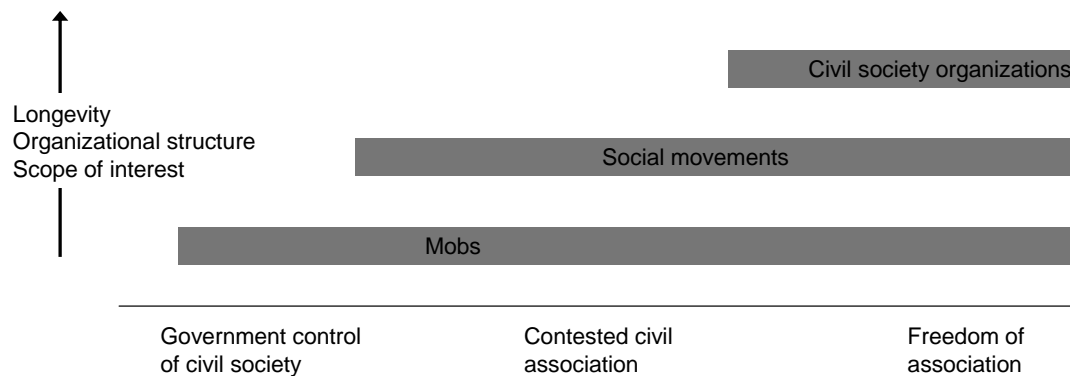 Civil society organizations
Longevity
Organizational structure
Scope of interest
Social movements
Mobs
Government control
of civil society
Contested civil
association
Freedom of
association